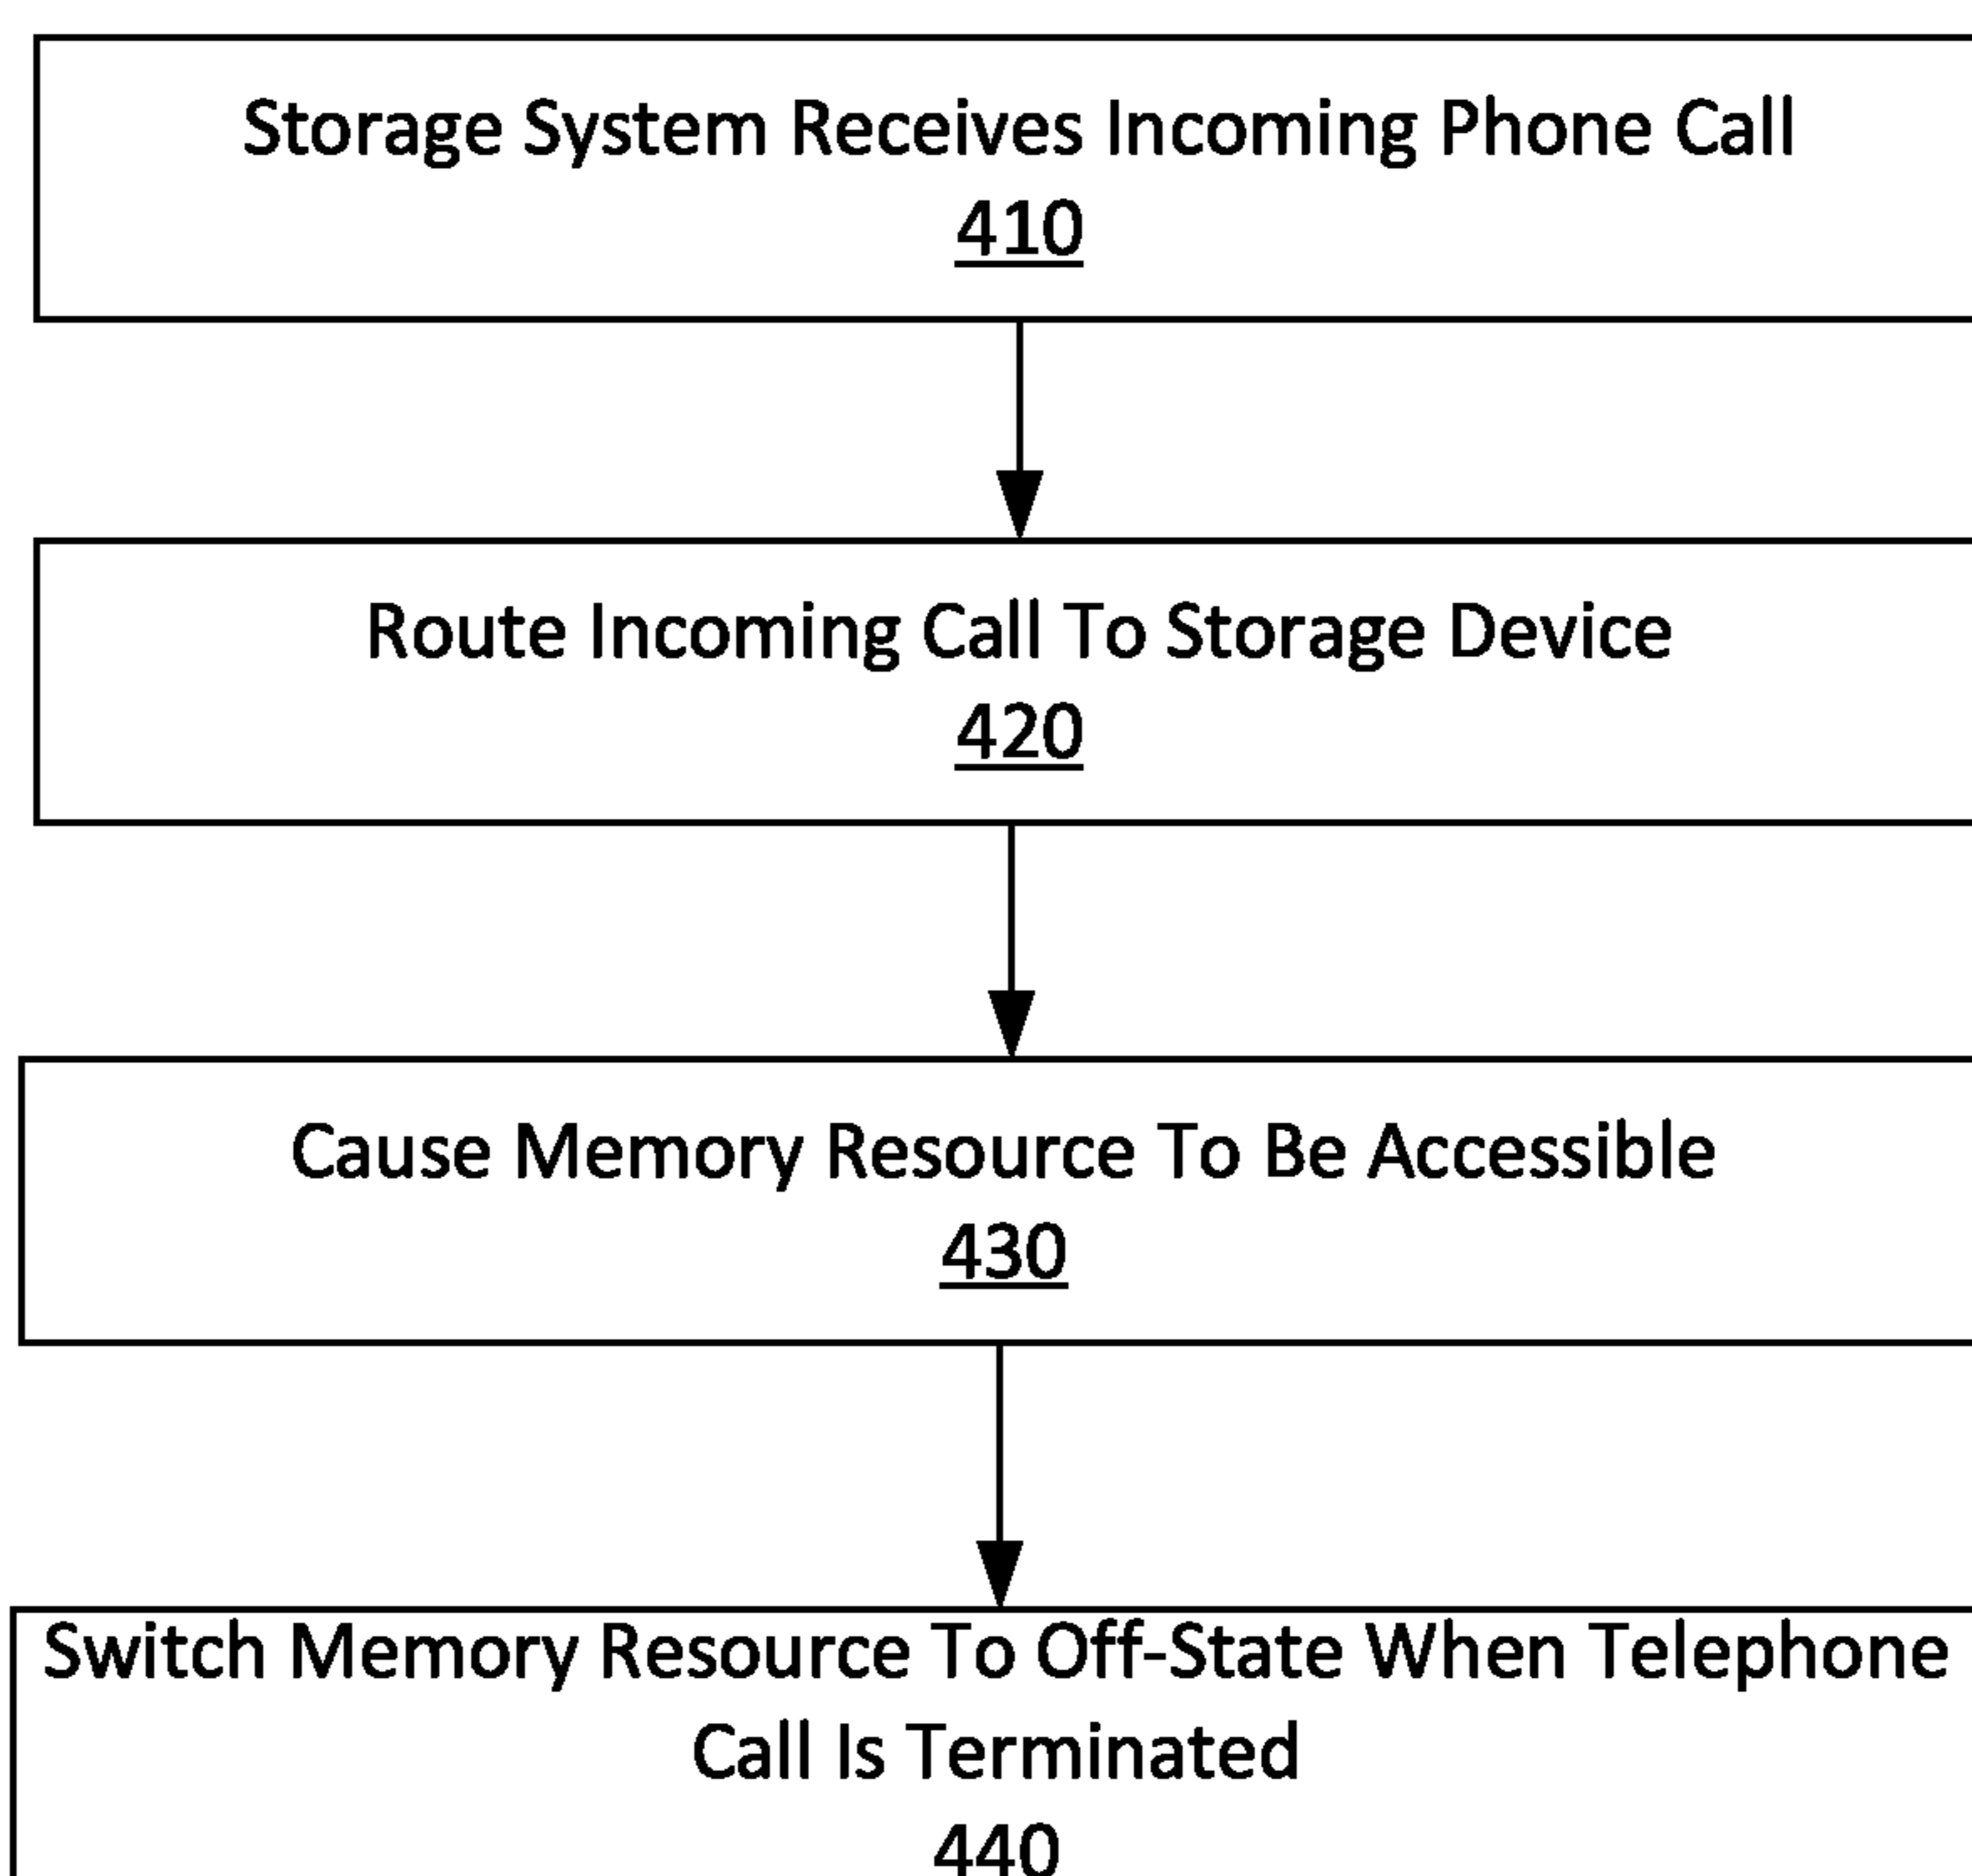 Storage System Receives Incoming Phone Call
410
Route Incoming Call To Storage Device
420
Cause Memory Resource To Be Accessible
430
Switch Memory Resource To Off-State When Telephone
Call Is Terminated
440